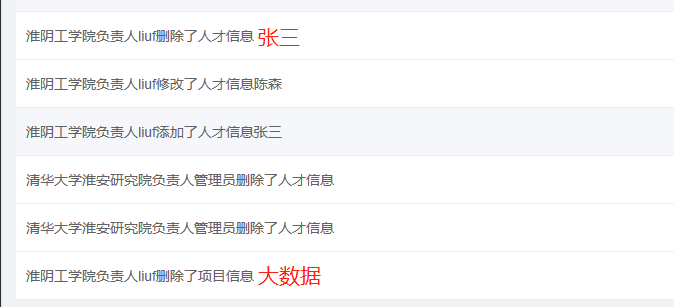 淮阴工学院负责人liuf删除了人才信息 张三
淮阴工学院负责人liuf修改了人才信息陈森
淮阴工学院负责人liuf添加了人才信息张三
清华大学淮安研究院负责人管理员删除了人才信息
清华大学淮安研究院负责人管理员删除了人才信息
淮阴工学院负责人liuf删除了项目信息 大数据